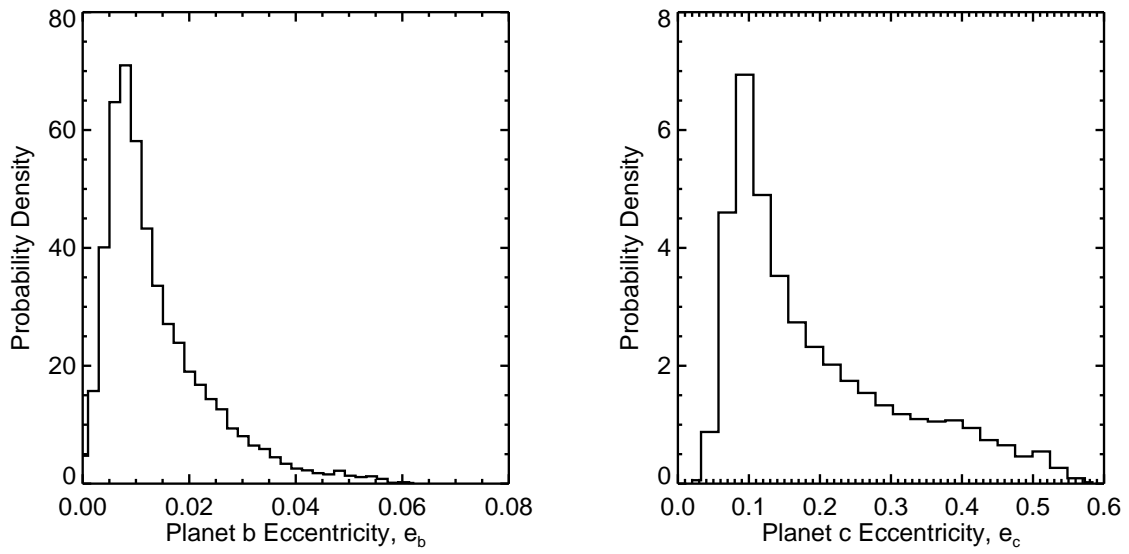 80
60
40
20
0
Probability Density
0.00 0.02 0.04 0.06 0.08
Planet b Eccentricity, e_b
8
6
4
2
0
Probability Density
0.0 0.1 0.2 0.3 0.4 0.5 0.6
Planet c Eccentricity, e_c